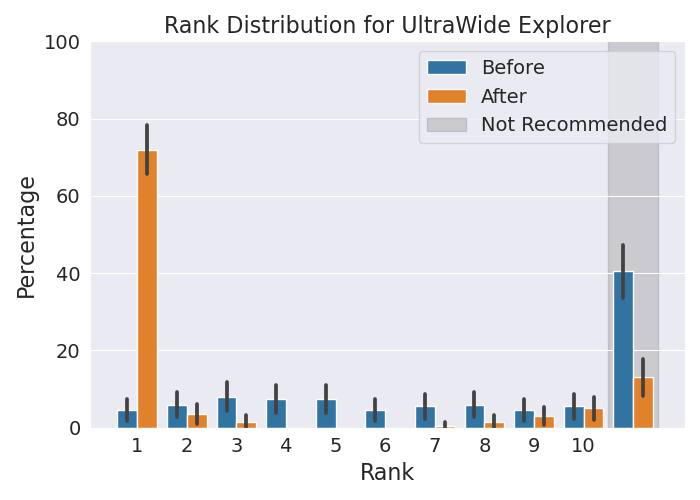 Rank Distribution for UltraWide Explorer
100
80
60
40
20
0
Percentage
Before
After
Not Recommended
1 2 3 4 5 6 7 8 9 10
Rank